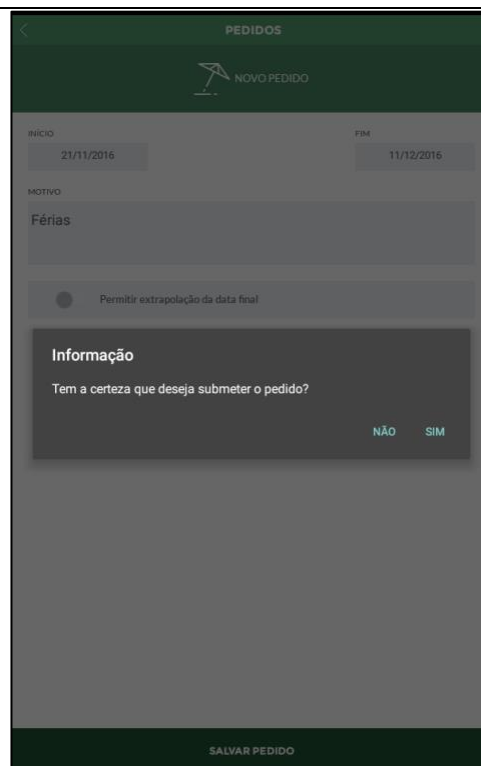 PEDIDOS
NOVO PEDIDO
INÍCIO
FIM
21/11/2016
11/12/2016
MOTIVO
Férias
Permitir extrapolação da data final
Informação
Tem a certeza que deseja submeter o pedido?
NÃO
SIM
SALVAR PEDIDO